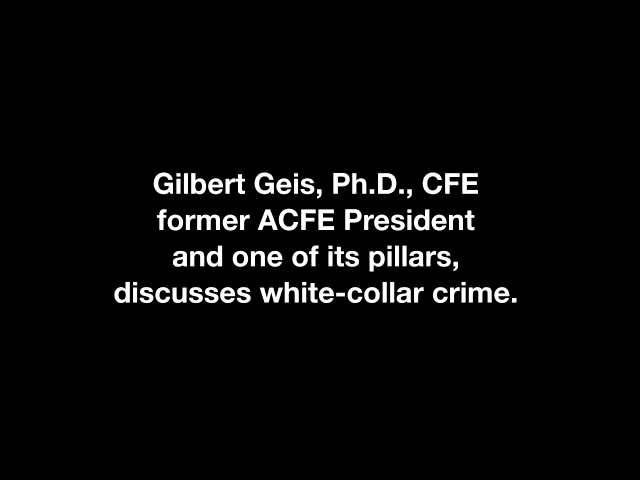 Gilbert Geis, Ph.D., CFE
former ACFE President
and one of its pillars,
discusses white-collar crime.